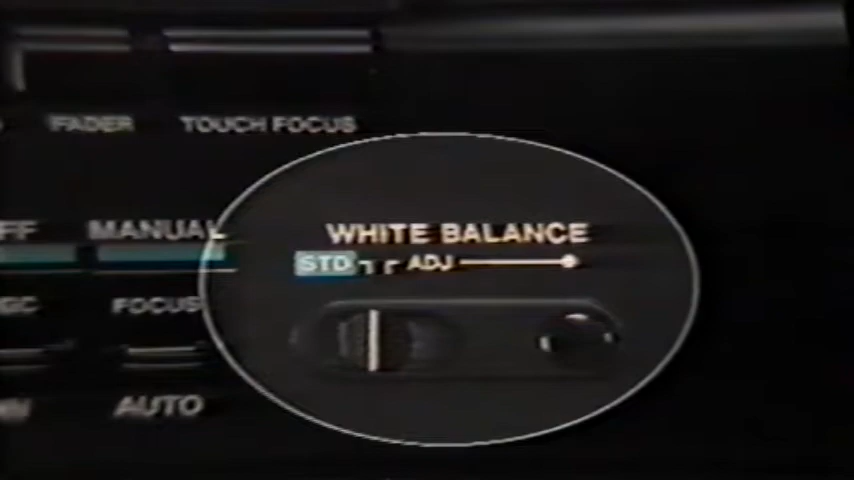 FADER TOUCH FOCUS
MANUAL
WHITE BALANCE
STD ADJ
FOCUS
AUTO